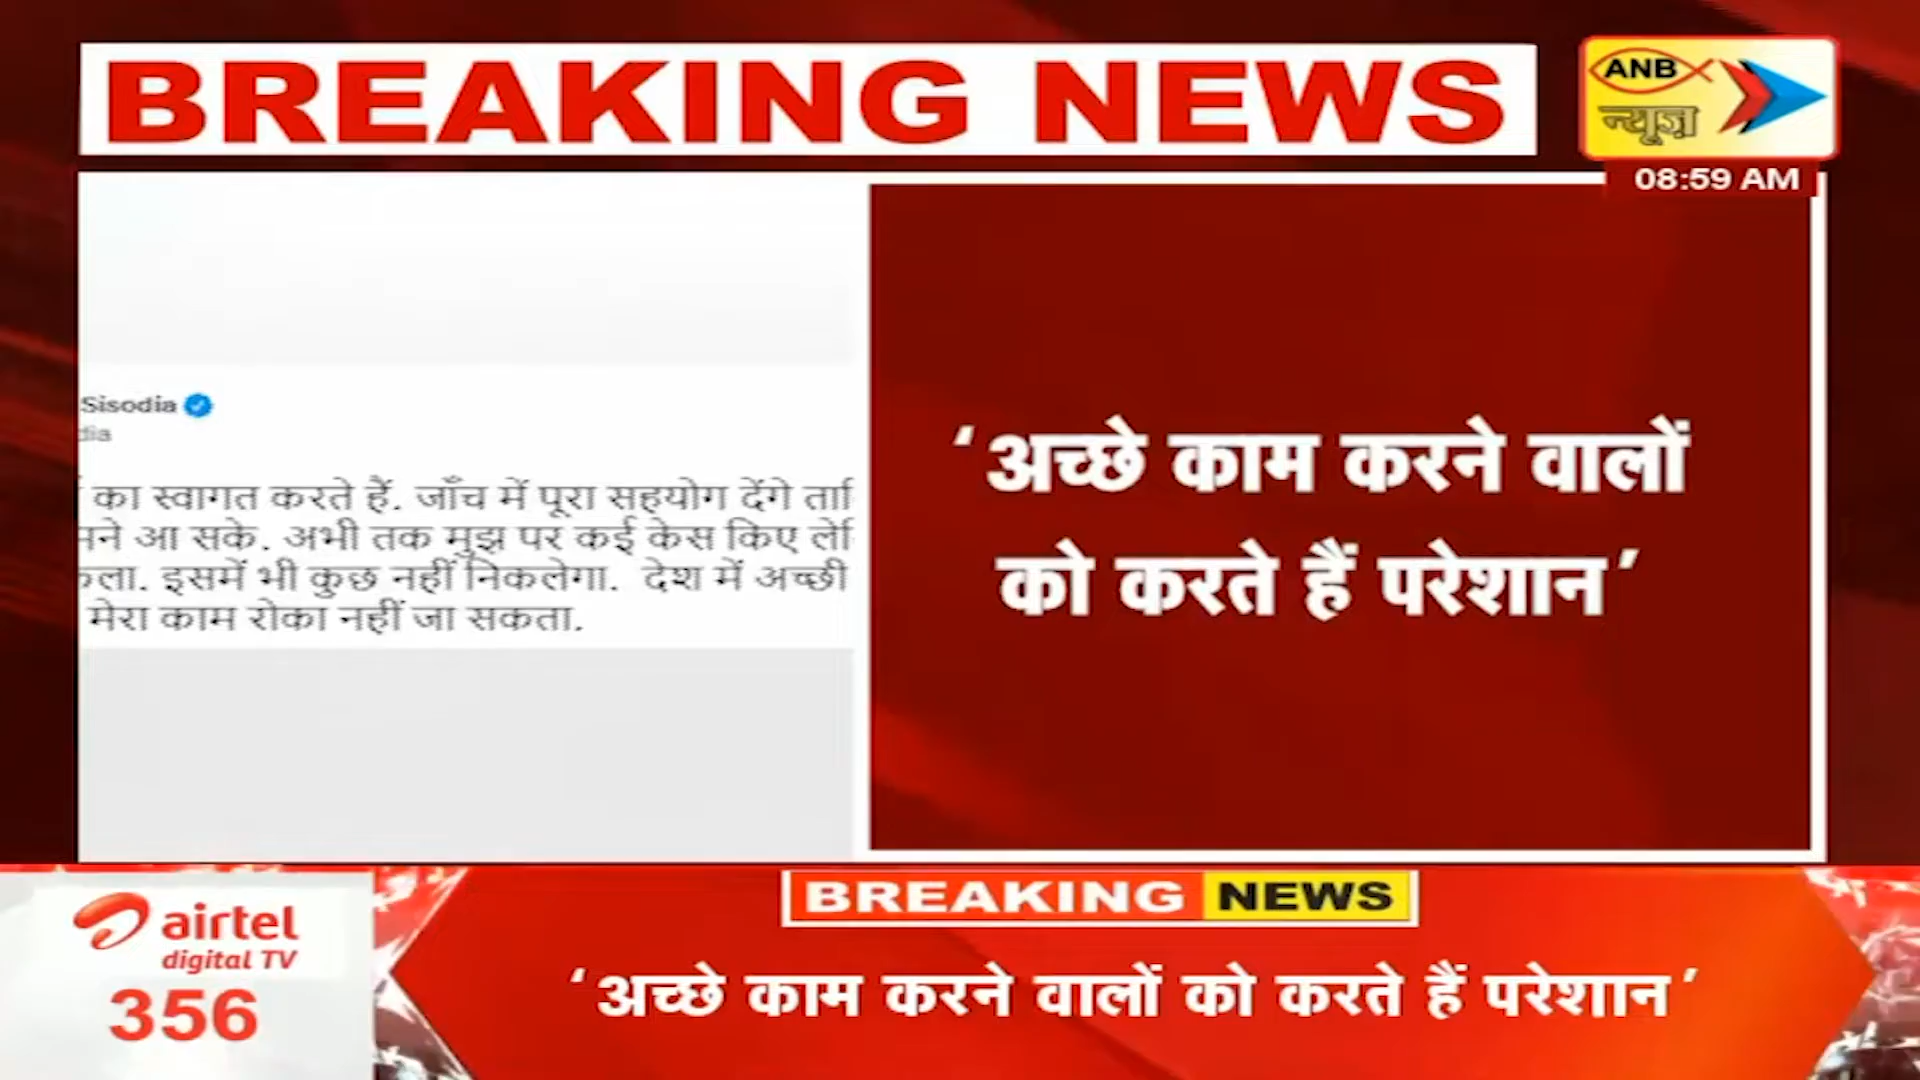 BREAKING NEWS
ANB
न्यूज़
08:59 AM
Sisodia
dia
का स्वागत करते हैं. जाँच में पूरा सहयोग देंगे
आ सके. अभी तक मुझ पर कई केस किए
इसमें भी कुछ नहीं निकलेगा. देश में अच्छी
मेरा काम रोका नहीं जा सकता.
‘अच्छे काम करने वालों
को करते हैं परेशान’
airtel
digital TV
356
BREAKING NEWS
‘अच्छे काम करने वालों को करते हैं परेशान’